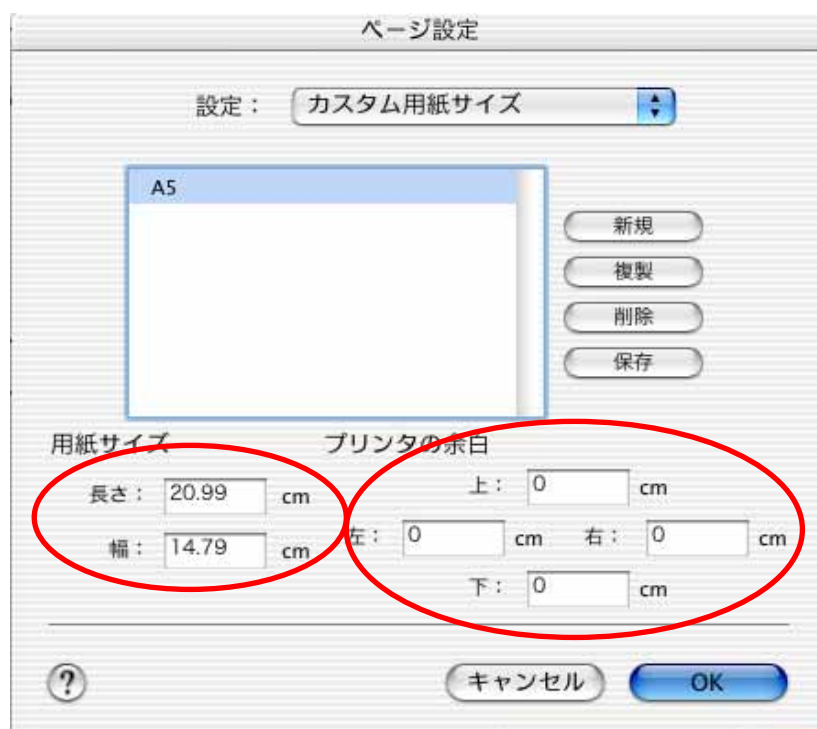 ページ設定
設定： カスタム用紙サイズ
A5
新規
複製
削除
保存
用紙サイズ
長さ： 20.99 cm
幅： 14.79 cm
プリンタの余白
上： 0 cm
左： 0 cm 右： 0 cm
下： 0 cm
? キャンセル OK